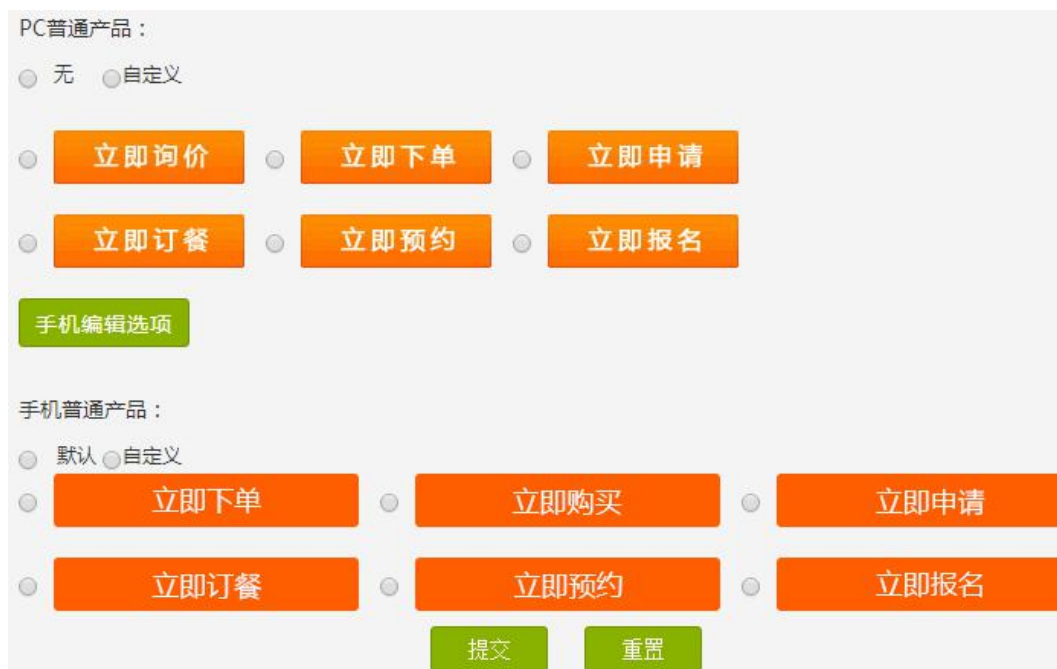 PC普通产品：
无 自定义
立即询价 立即下单 立即申请
立即订餐 立即预约 立即报名
手机编辑选项
手机普通产品：
默认 自定义
立即下单 立即购买 立即申请
立即订餐 立即预约 立即报名
提交 重置